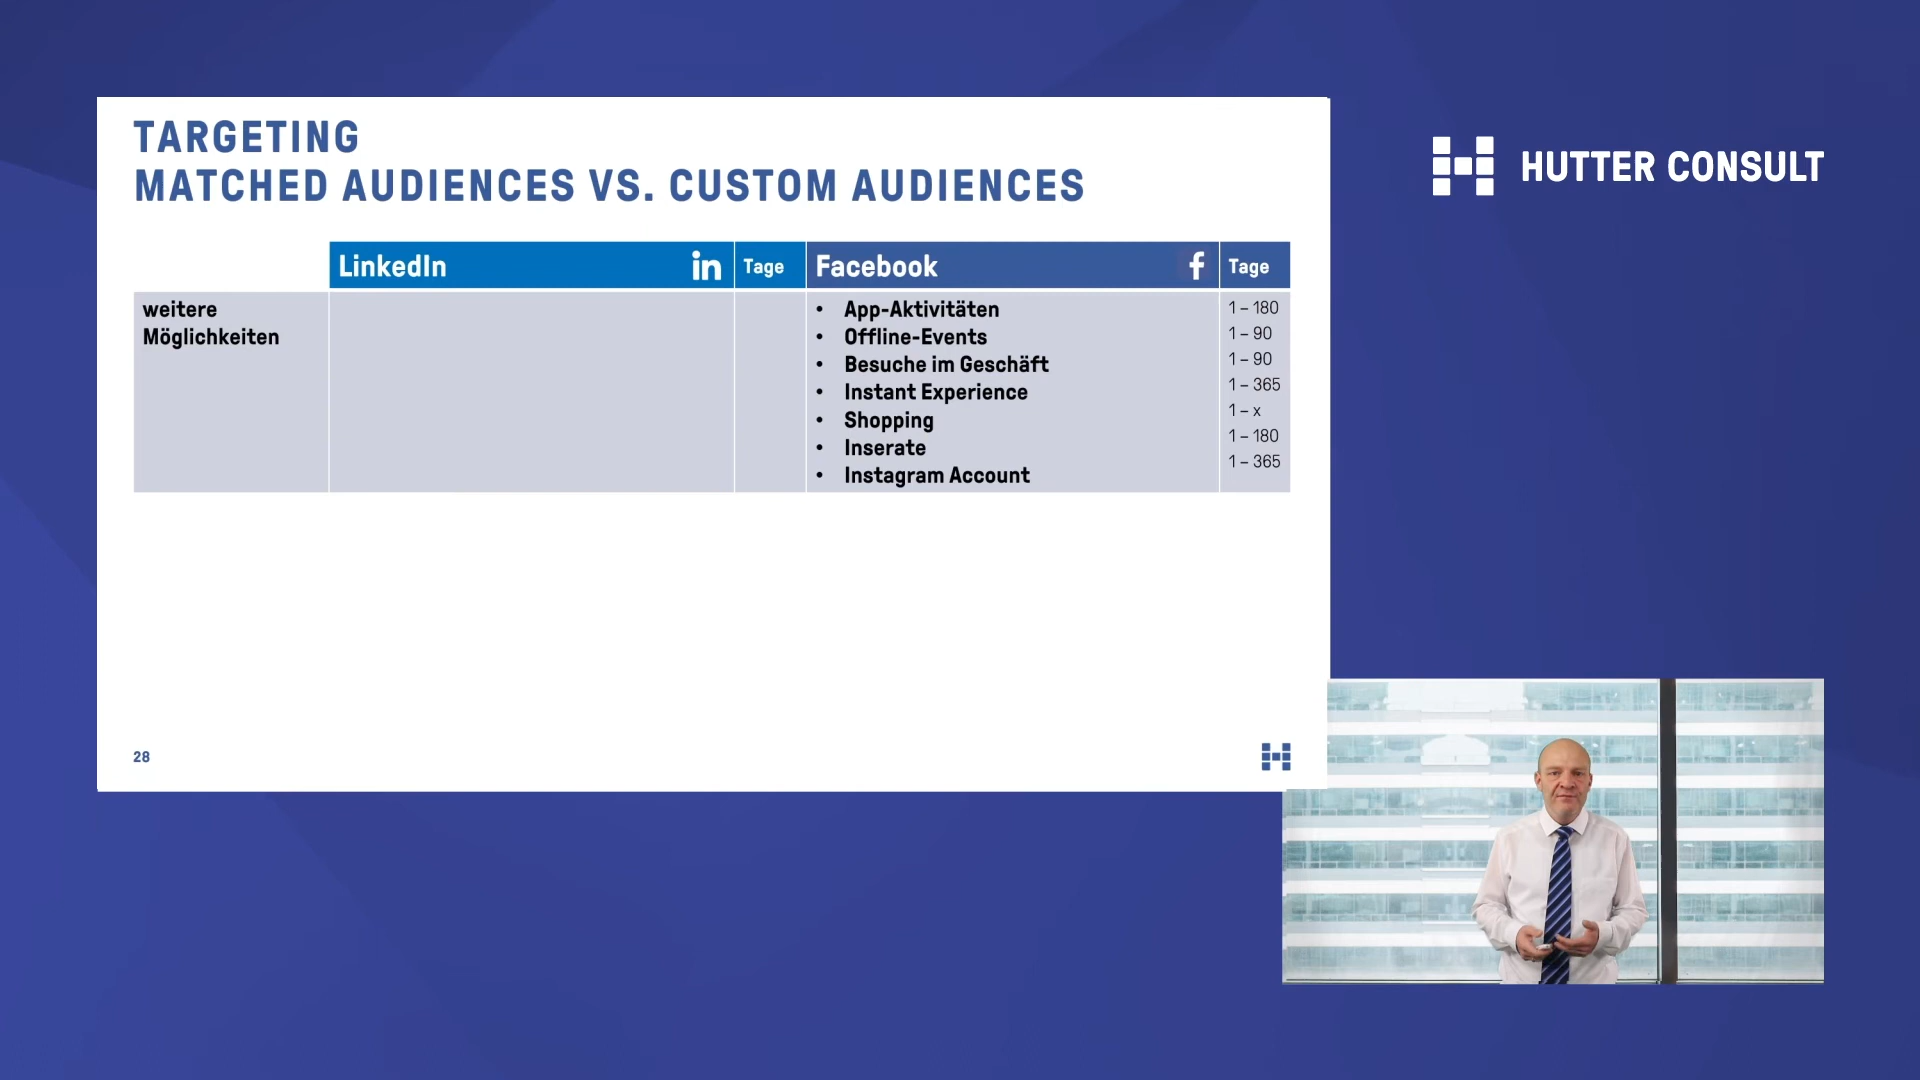 TARGETING
MATCHED AUDIENCES VS. CUSTOM AUDIENCES
HUTTER CONSULT
LinkedIn in Tage Facebook f Tage
weitere
Möglichkeiten
• App-Aktivitäten 1 – 180
• Offline-Events 1 – 90
• Besuche im Geschäft 1 – 90
• Instant Experience 1 – 365
• Shopping 1 – x
• Inserate 1 – 180
• Instagram Account 1 – 365
28